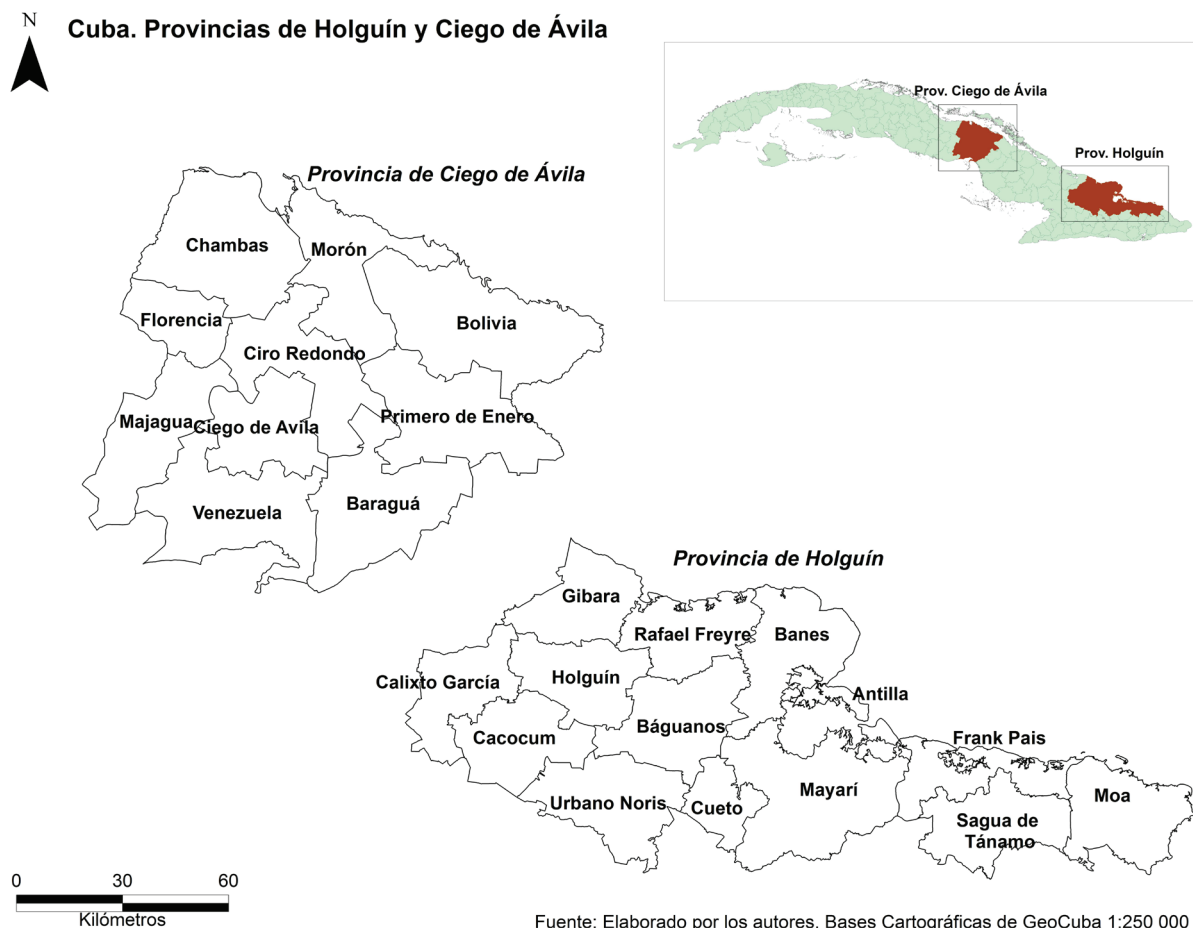 N
Cuba. Provincias de Holguín y Ciego de Ávila
Prov. Ciego de Ávila
Prov. Holguín
Provincia de Ciego de Ávila
Chambas
Morón
Florencia
Bolivia
Ciro Redondo
Majagua
Ciego de Avila
Primero de Enero
Venezuela
Baraguá
Provincia de Holguín
Gibara
Rafael Freyre
Banes
Calixto García
Holguín
Antilla
Báguanos
Cacocum
Frank Pais
Urbano Noris
Cueto
Mayarí
Moa
Sagua de
Tánamo
0 30 60
Kilómetros
Fuente: Elaborado por los autores. Bases Cartográficas de GeoCuba 1:250 000